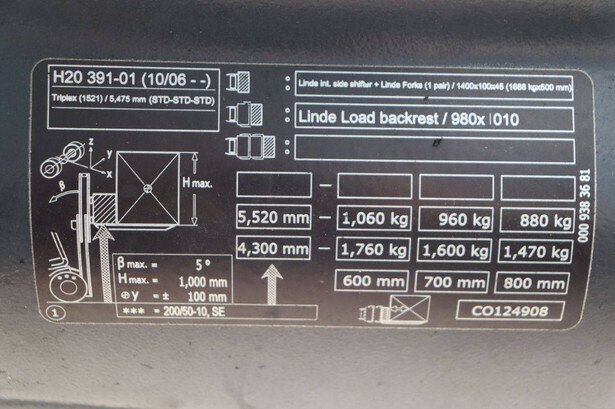 H20 391-01 (10/06 - -)
Triplex (1521) / 5,475 mm (STD-STD-STD)
: Linde int. side shifter + Linde Forks (1 pair) / 1400x100x45 (1688 kgx500 mm)
: Linde Load backrest / 980x 1010
:
z
y
x
β
H max.
5,520 mm – 1,060 kg 960 kg 880 kg
4,300 mm – 1,760 kg 1,600 kg 1,470 kg
600 mm 700 mm 800 mm
β max. = 5°
H max. = 1,000 mm
y = ± 100 mm
*** = 200/50-10, SE
1
CO124908
000 938 3681